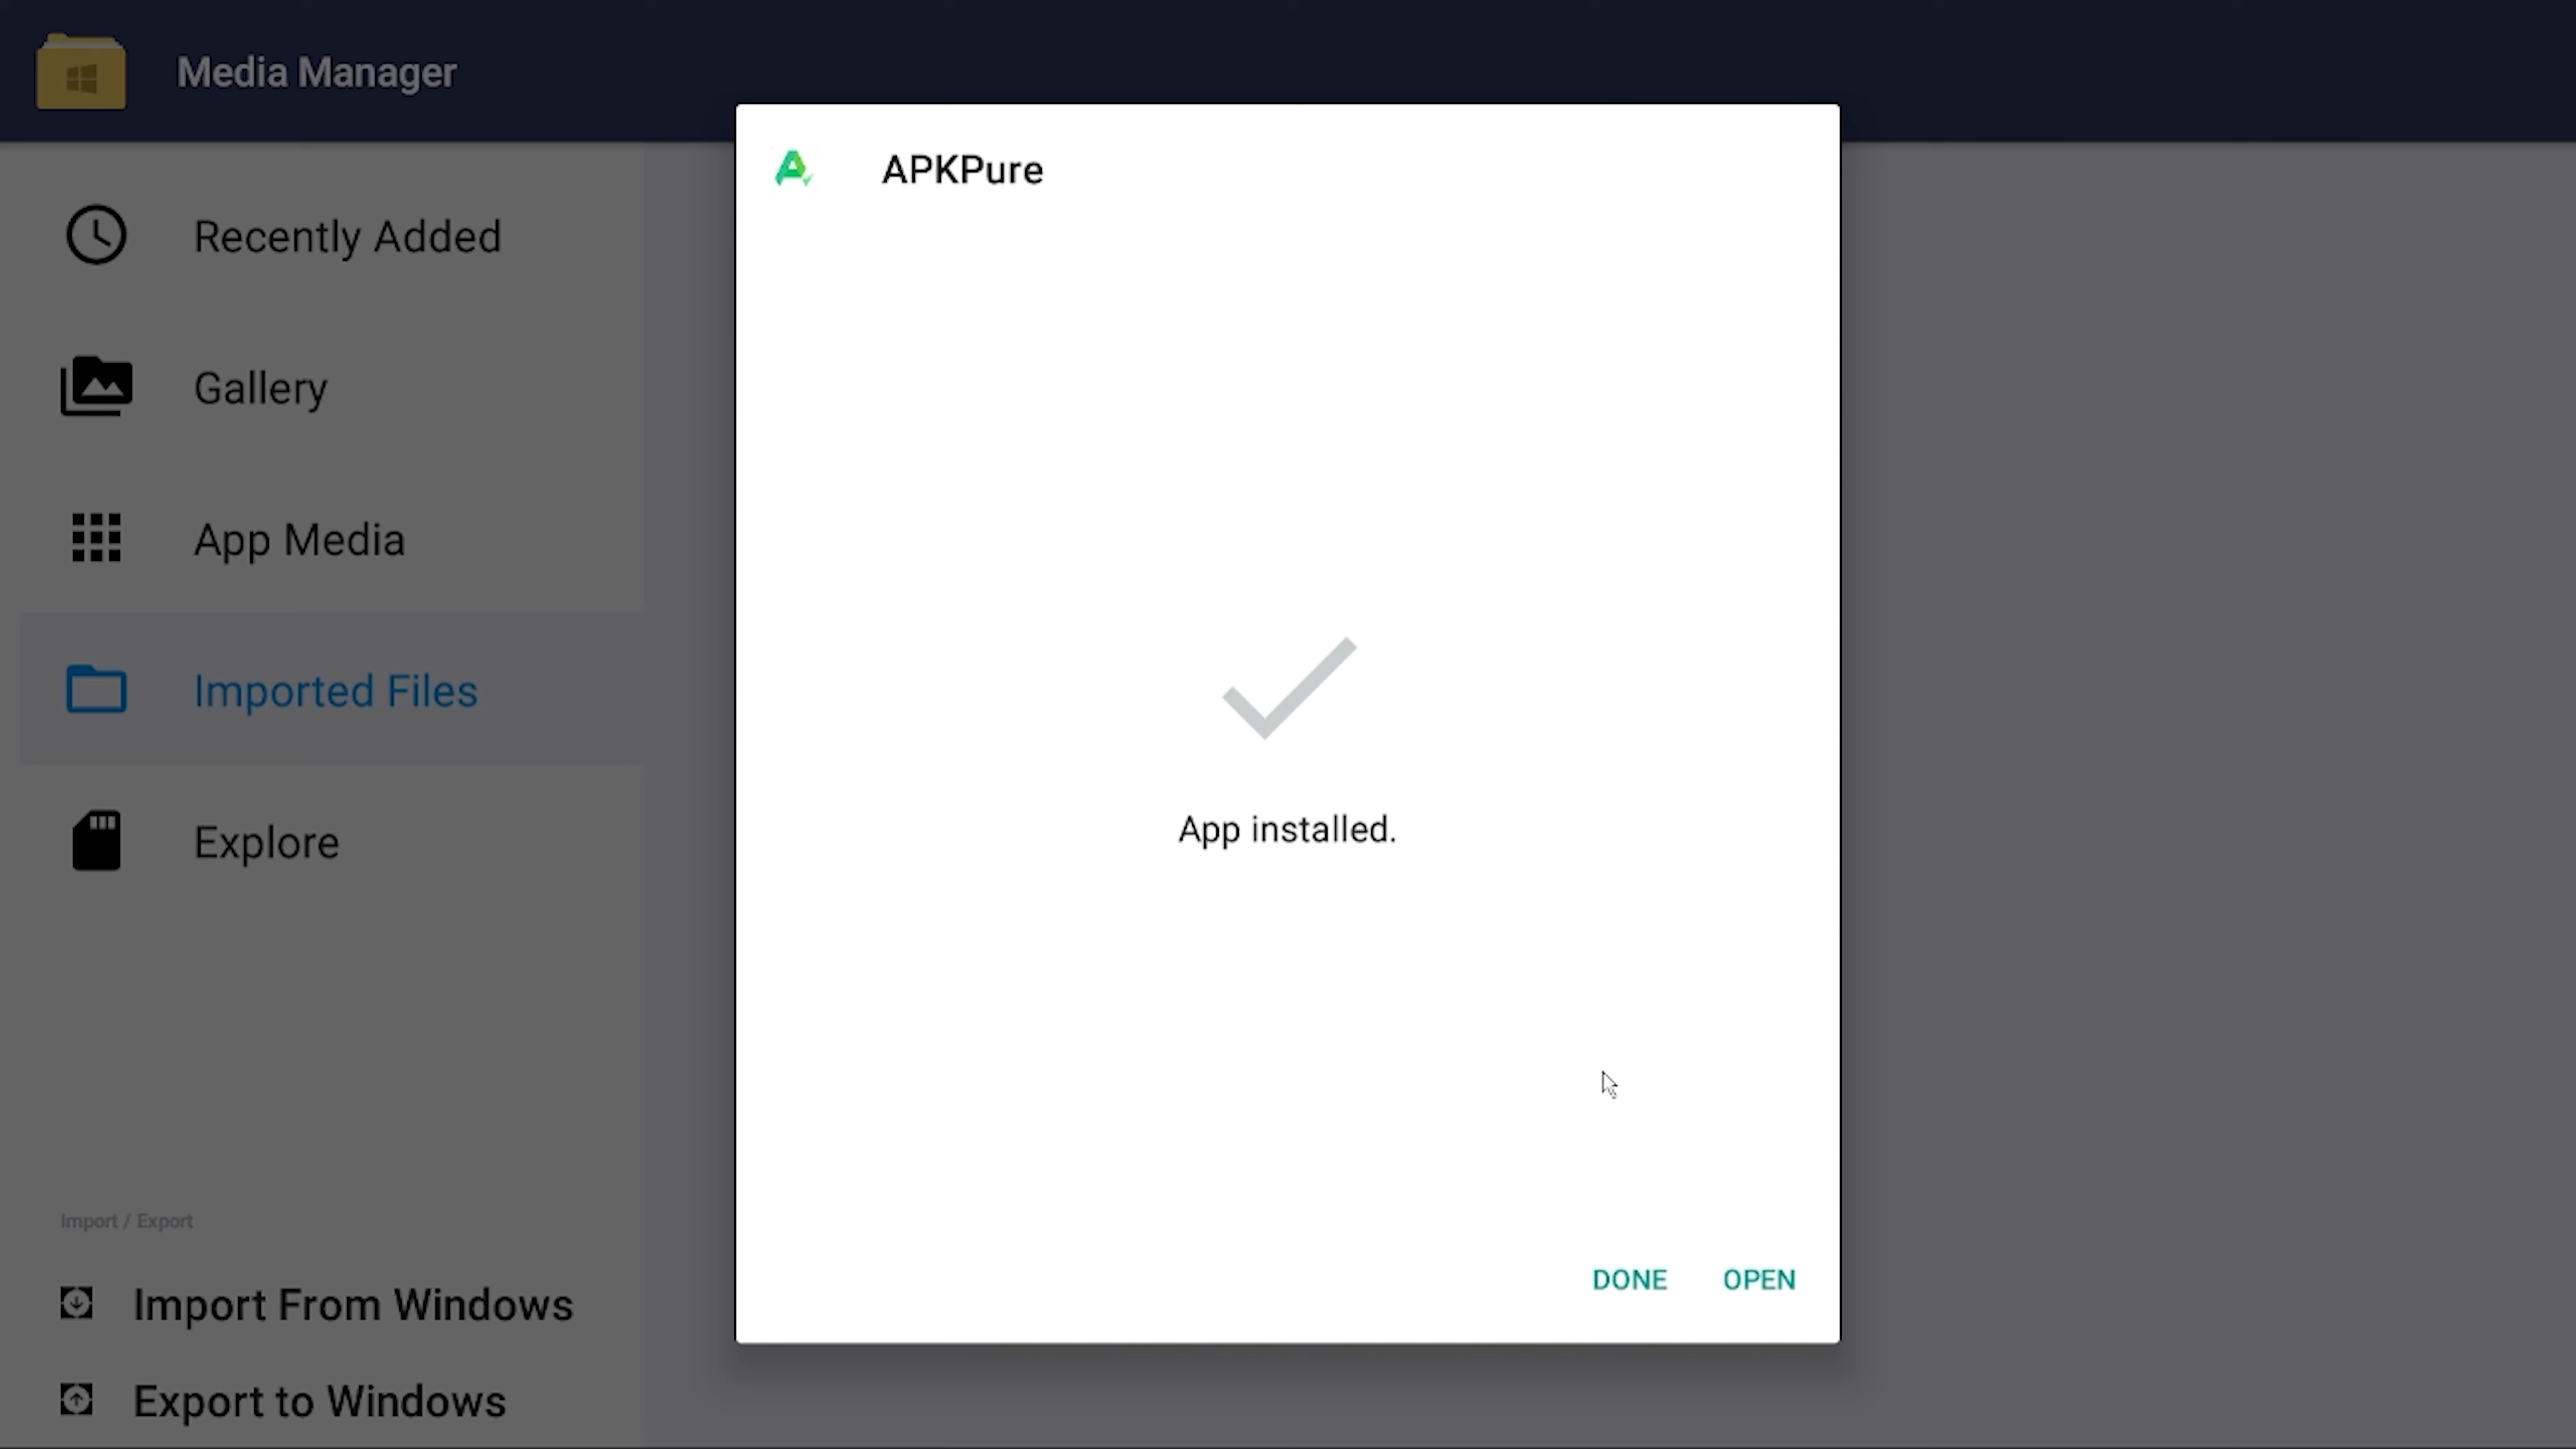 Media Manager
Recently Added
Gallery
App Media
Imported Files
Explore
Import / Export
Import From Windows
Export to Windows
APKPure
App installed.
DONE
OPEN